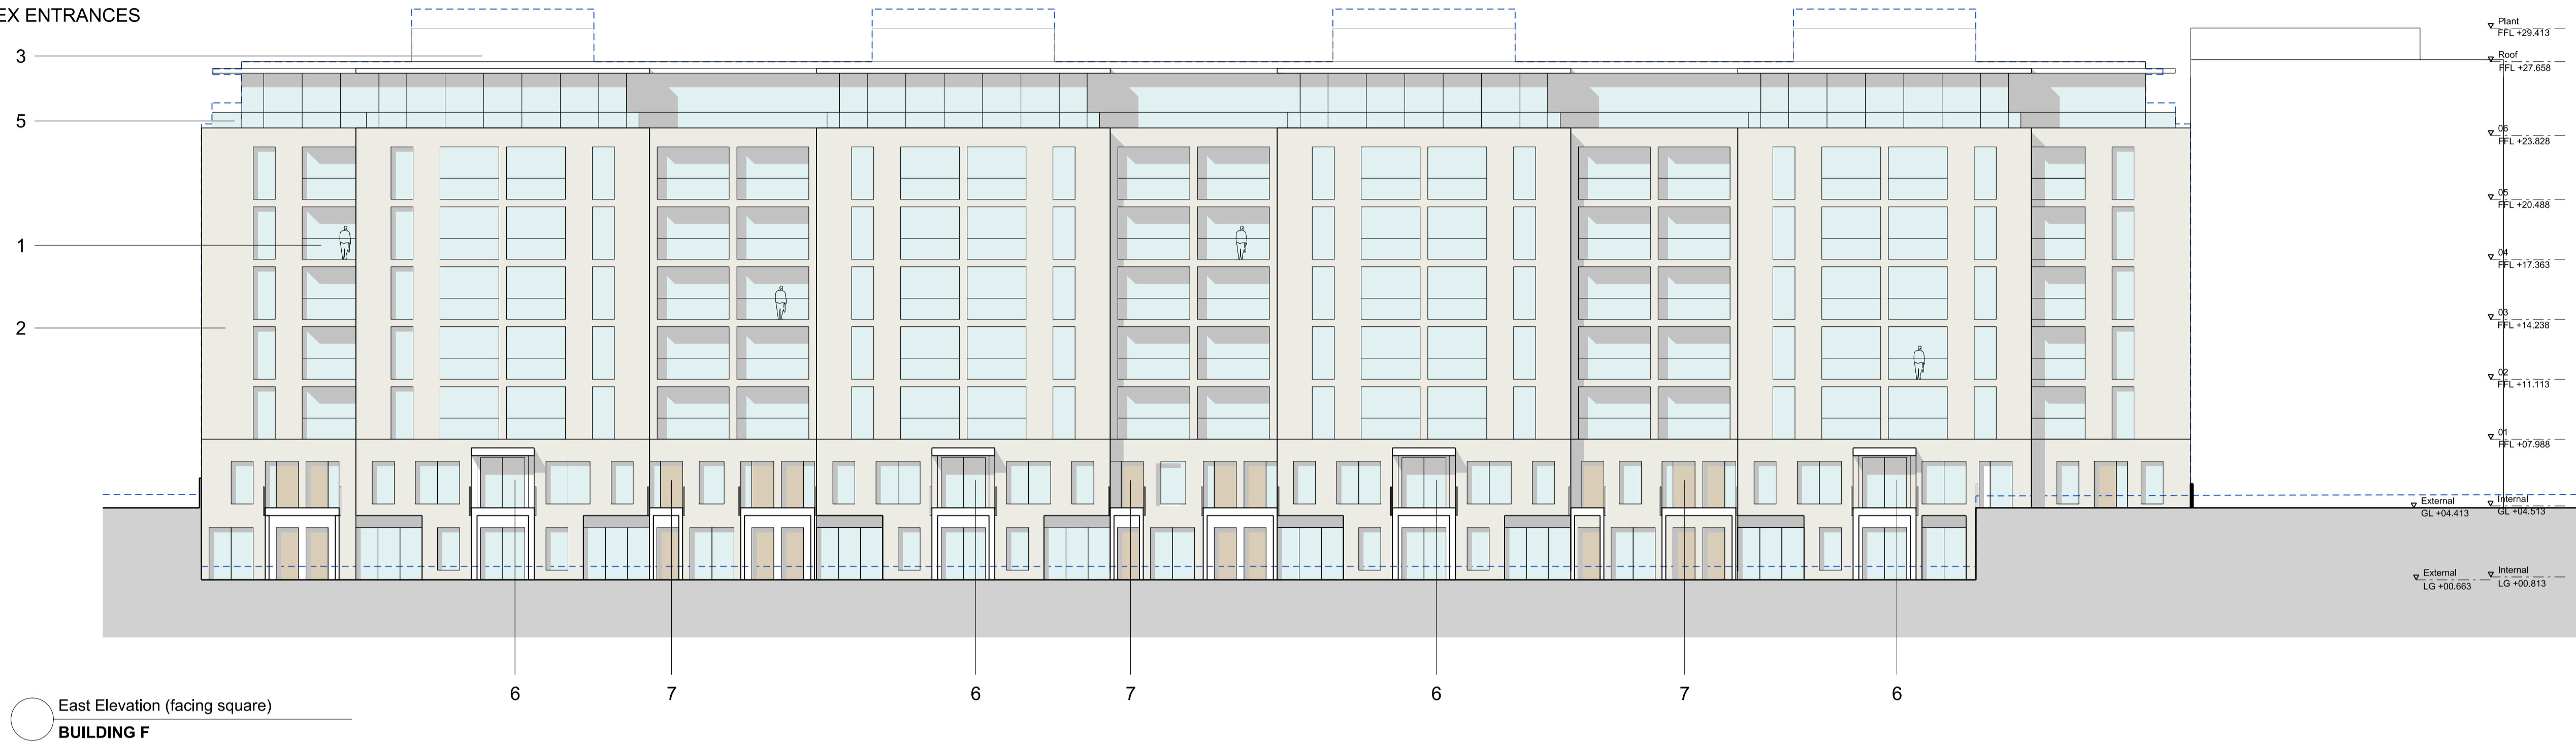 EX ENTRANCES
3
5
1
2
Plant
FFL +29.413
Roof
FFL +27.658
06
FFL +23.828
05
FFL +20.488
04
FFL +17.363
03
FFL +14.238
02
FFL +11.113
01
FFL +07.988
External
GL +04.413
Internal
GL +04.513
External
LG +00.663
Internal
LG +00.813
6
7
6
7
6
7
6
East Elevation (facing square)
BUILDING F